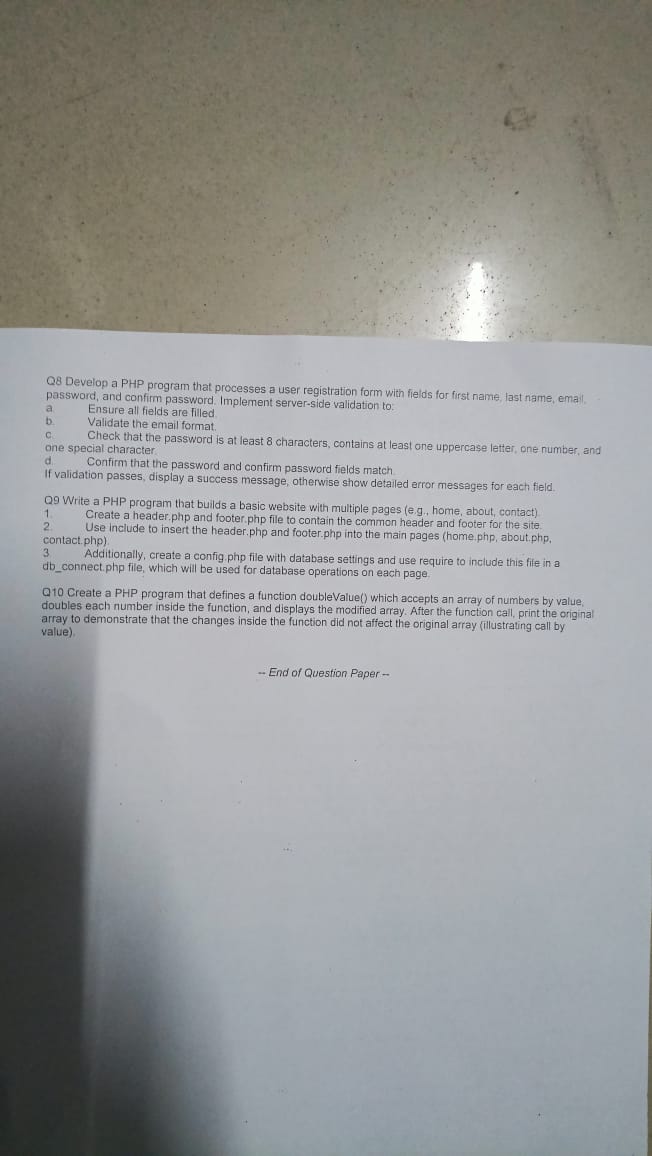 Q8 Develop a PHP program that processes a user registration form with fields for first name, last name, email,
password, and confirm password. Implement server-side validation to:
a. Ensure all fields are filled.
b. Validate the email format.
c. Check that the password is at least 8 characters, contains at least one uppercase letter, one number, and
one special character.
d. Confirm that the password and confirm password fields match.
If validation passes, display a success message, otherwise show detailed error messages for each field.
Q9 Write a PHP program that builds a basic website with multiple pages (e.g., home, about, contact).
1. Create a header.php and footer.php file to contain the common header and footer for the site.
2. Use include to insert the header.php and footer.php into the main pages (home.php, about.php,
contact.php).
3. Additionally, create a config.php file with database settings and use require to include this file in a
db_connect.php file, which will be used for database operations on each page.
Q10 Create a PHP program that defines a function doubleValue() which accepts an array of numbers by value,
doubles each number inside the function, and displays the modified array. After the function call, print the original
array to demonstrate that the changes inside the function did not affect the original array (illustrating call by
value).
-- End of Question Paper --